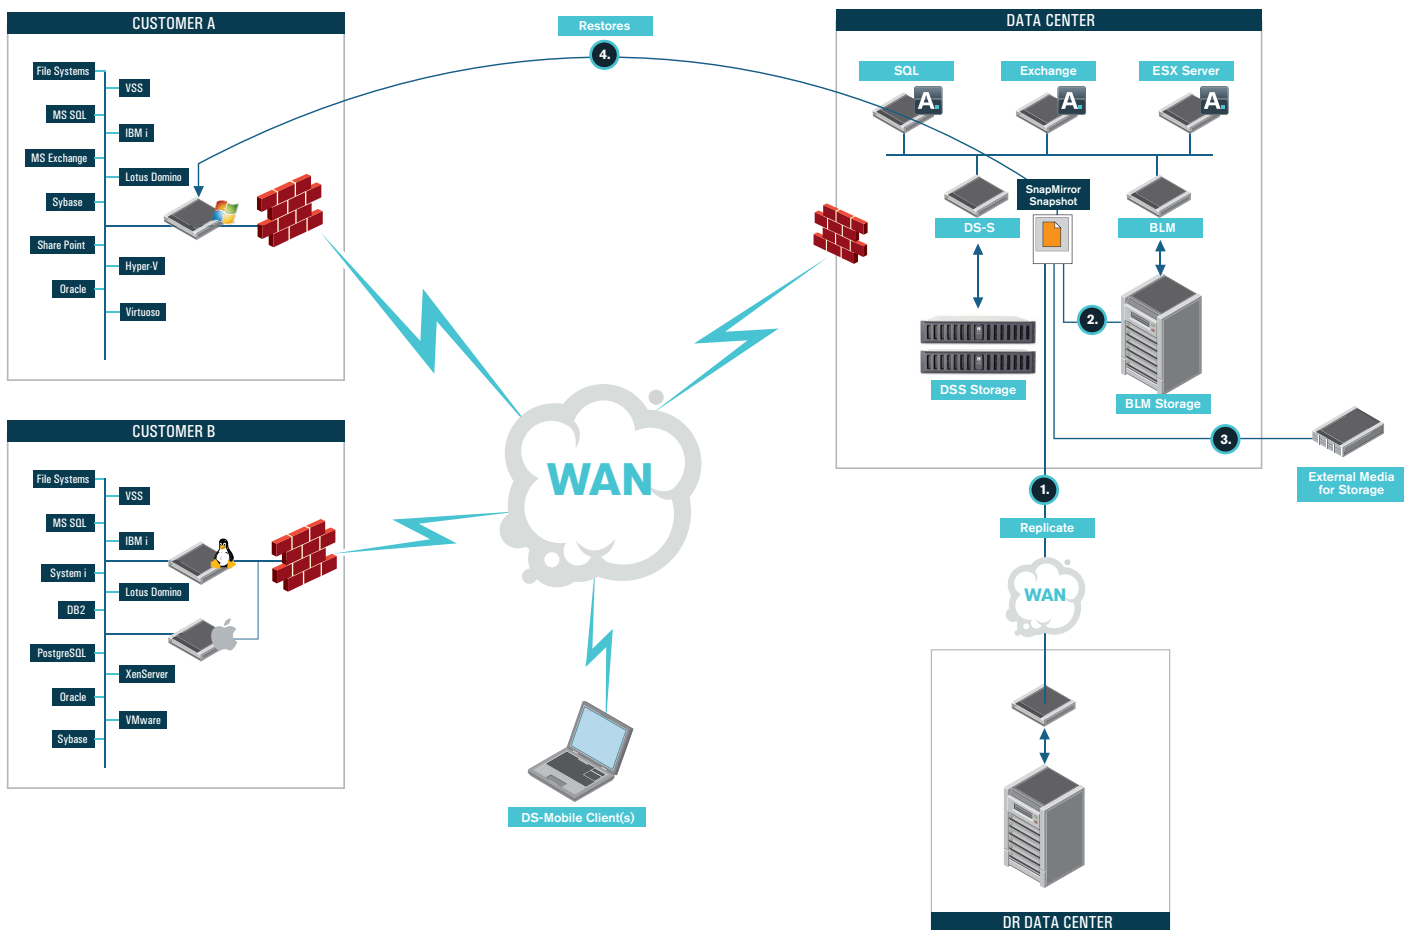 CUSTOMER A
File Systems
VSS
MS SQL
IBM i
MS Exchange
Lotus Domino
Sybase
Share Point
Hyper-V
Oracle
Virtuoso
CUSTOMER B
File Systems
VSS
MS SQL
IBM i
System i
Lotus Domino
DB2
PostgreSQL
XenServer
Oracle
VMware
Sybase
Restores
4.
WAN
DS-Mobile Client(s)
DATA CENTER
SQL
Exchange
ESX Server
A.
A.
A.
SnapMirror
Snapshot
DS-S
BLM
2.
DSS Storage
BLM Storage
3.
External Media
for Storage
1.
Replicate
WAN
DR DATA CENTER